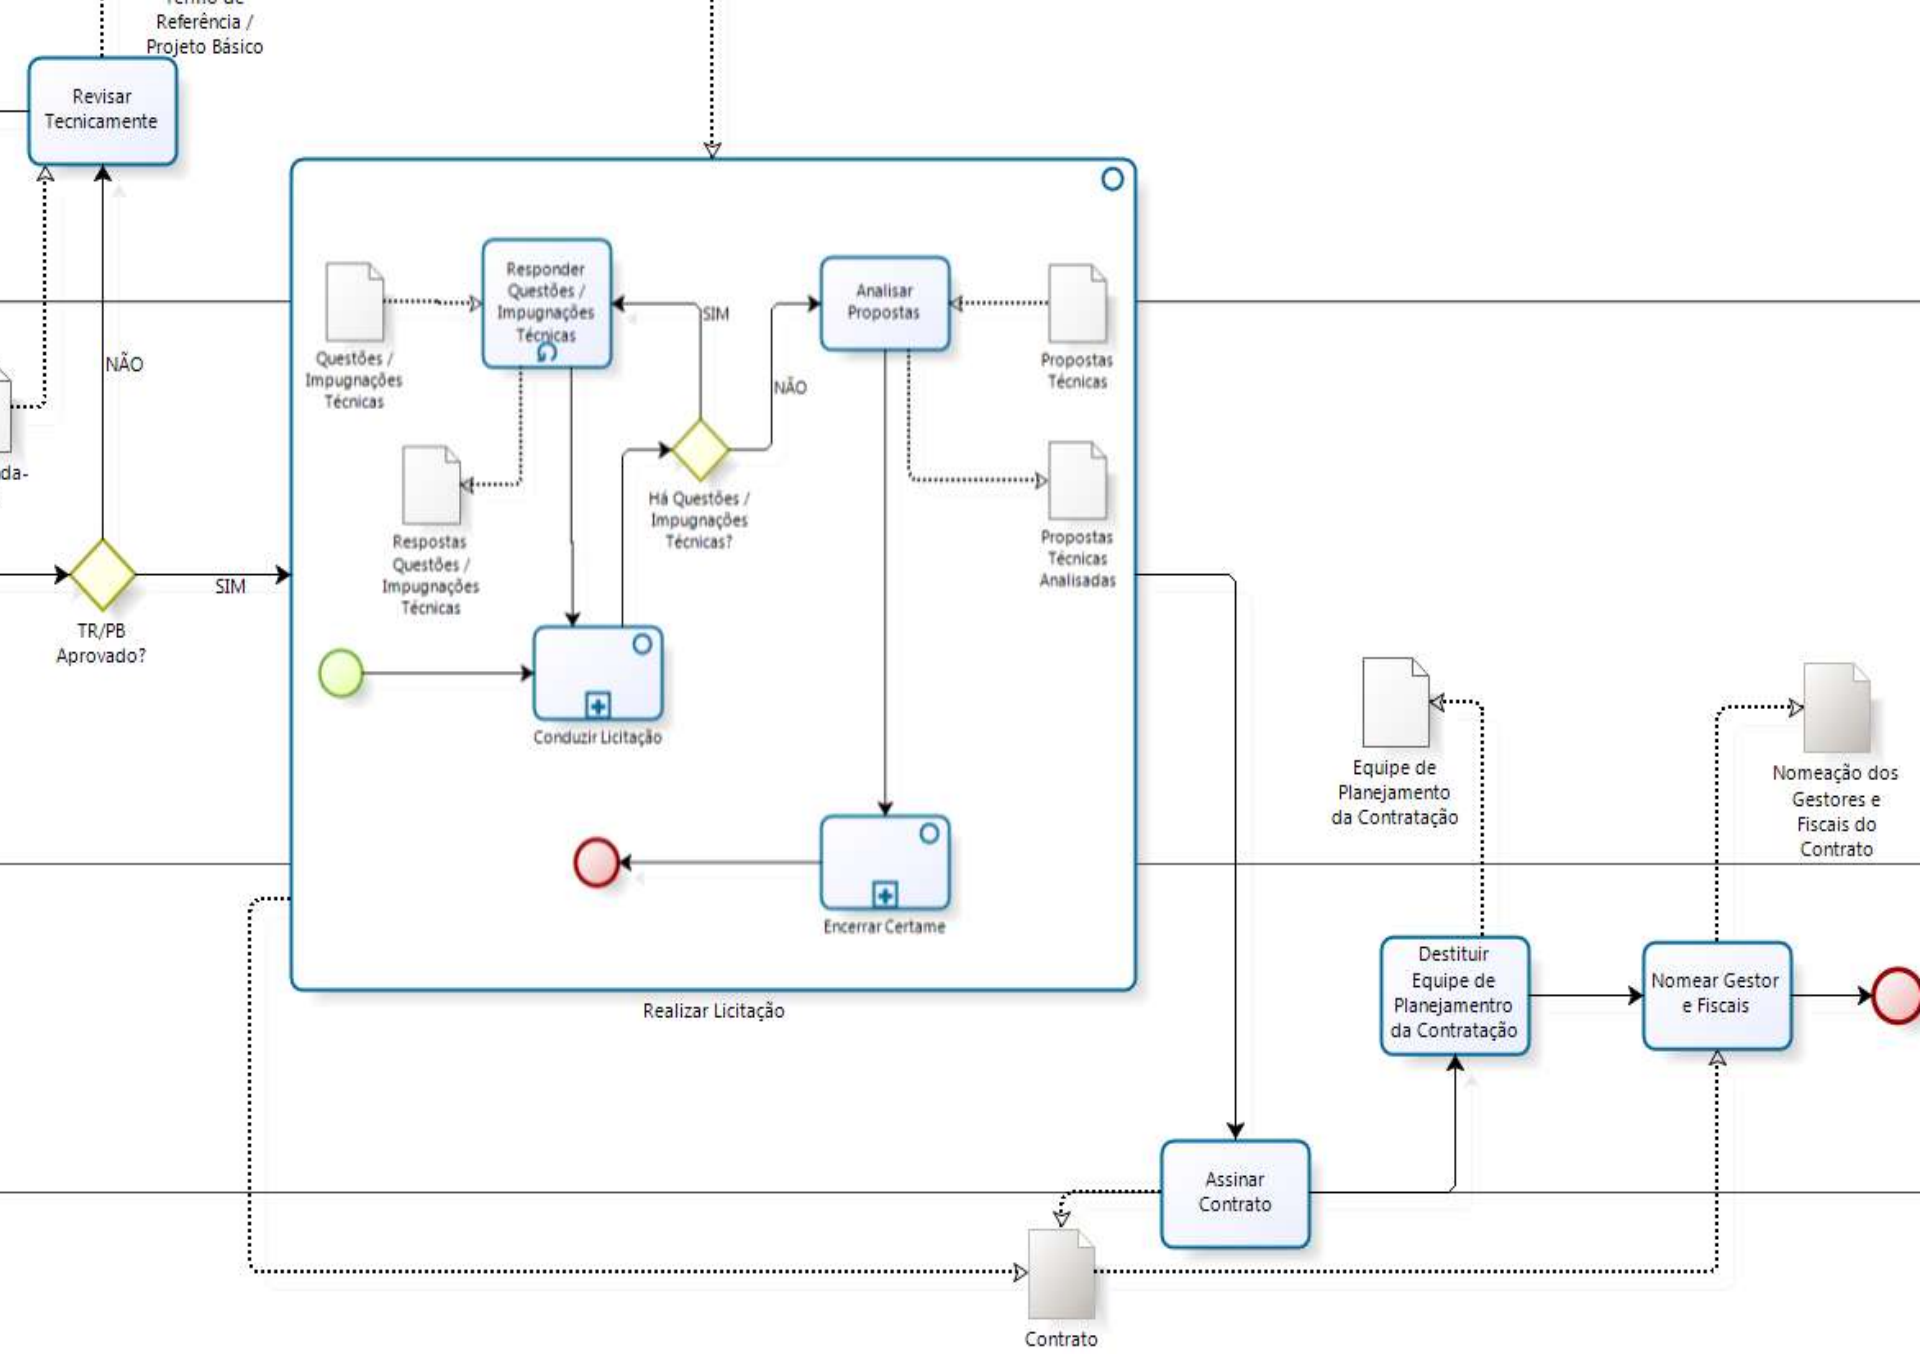 Referência /
Projeto Básico
Revisar
Tecnicamente
NÃO
da-
SIM
TR/PB
Aprovado?
Questões /
Impugnações
Técnicas
Responder
Questões /
Impugnações
Técnicas
SIM
NÃO
Analisar
Propostas
Propostas
Técnicas
Respostas
Questões /
Impugnações
Técnicas
Há Questões /
Impugnações
Técnicas?
Propostas
Técnicas
Analisadas
Conduzir Licitação
Encerrar Certame
Realizar Licitação
Equipe de
Planejamento
da Contratação
Nomeação dos
Gestores e
Fiscais do
Contrato
Destituir
Equipe de
Planejamentro
da Contratação
Nomear Gestor
e Fiscais
Assinar
Contrato
Contrato